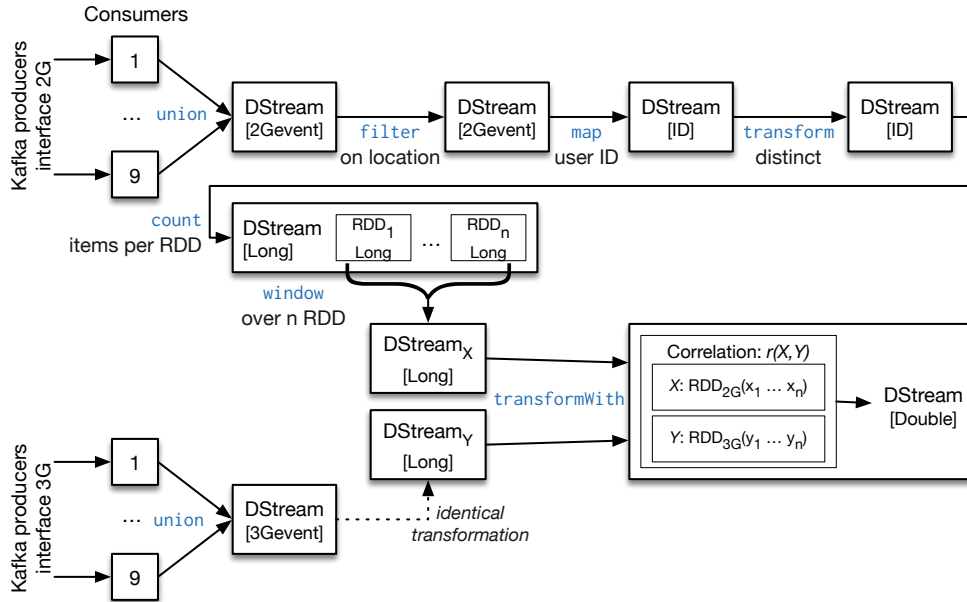 Consumers
Kafka producers
interface 2G
1
... union
9
DStream
[2Gevent]
filter
on location
DStream
[2Gevent]
map
user ID
DStream
[ID]
transform
distinct
DStream
[ID]
count
items per RDD
DStream
[Long]
RDD1
Long
...
RDDn
Long
window
over n RDD
DStreamX
[Long]
transformWith
DStreamY
[Long]
Correlation: r(X,Y)
X: RDD2G(x1 ... xn)
Y: RDD3G(y1 ... yn)
DStream
[Double]
Kafka producers
interface 3G
1
... union
9
DStream
[3Gevent]
identical
transformation